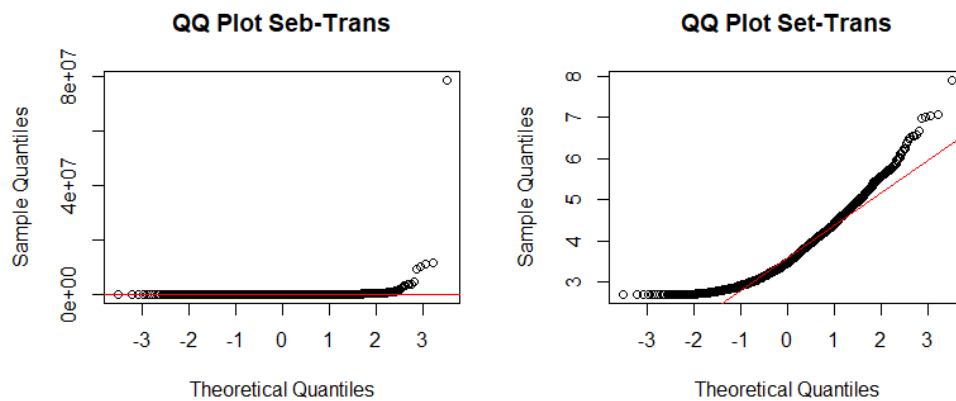 QQ Plot Seb-Trans
Sample Quantiles
8e+07
4e+07
0e+00
-3 -2 -1 0 1 2 3
Theoretical Quantiles
QQ Plot Set-Trans
Sample Quantiles
8
7
6
5
4
3
-3 -2 -1 0 1 2 3
Theoretical Quantiles